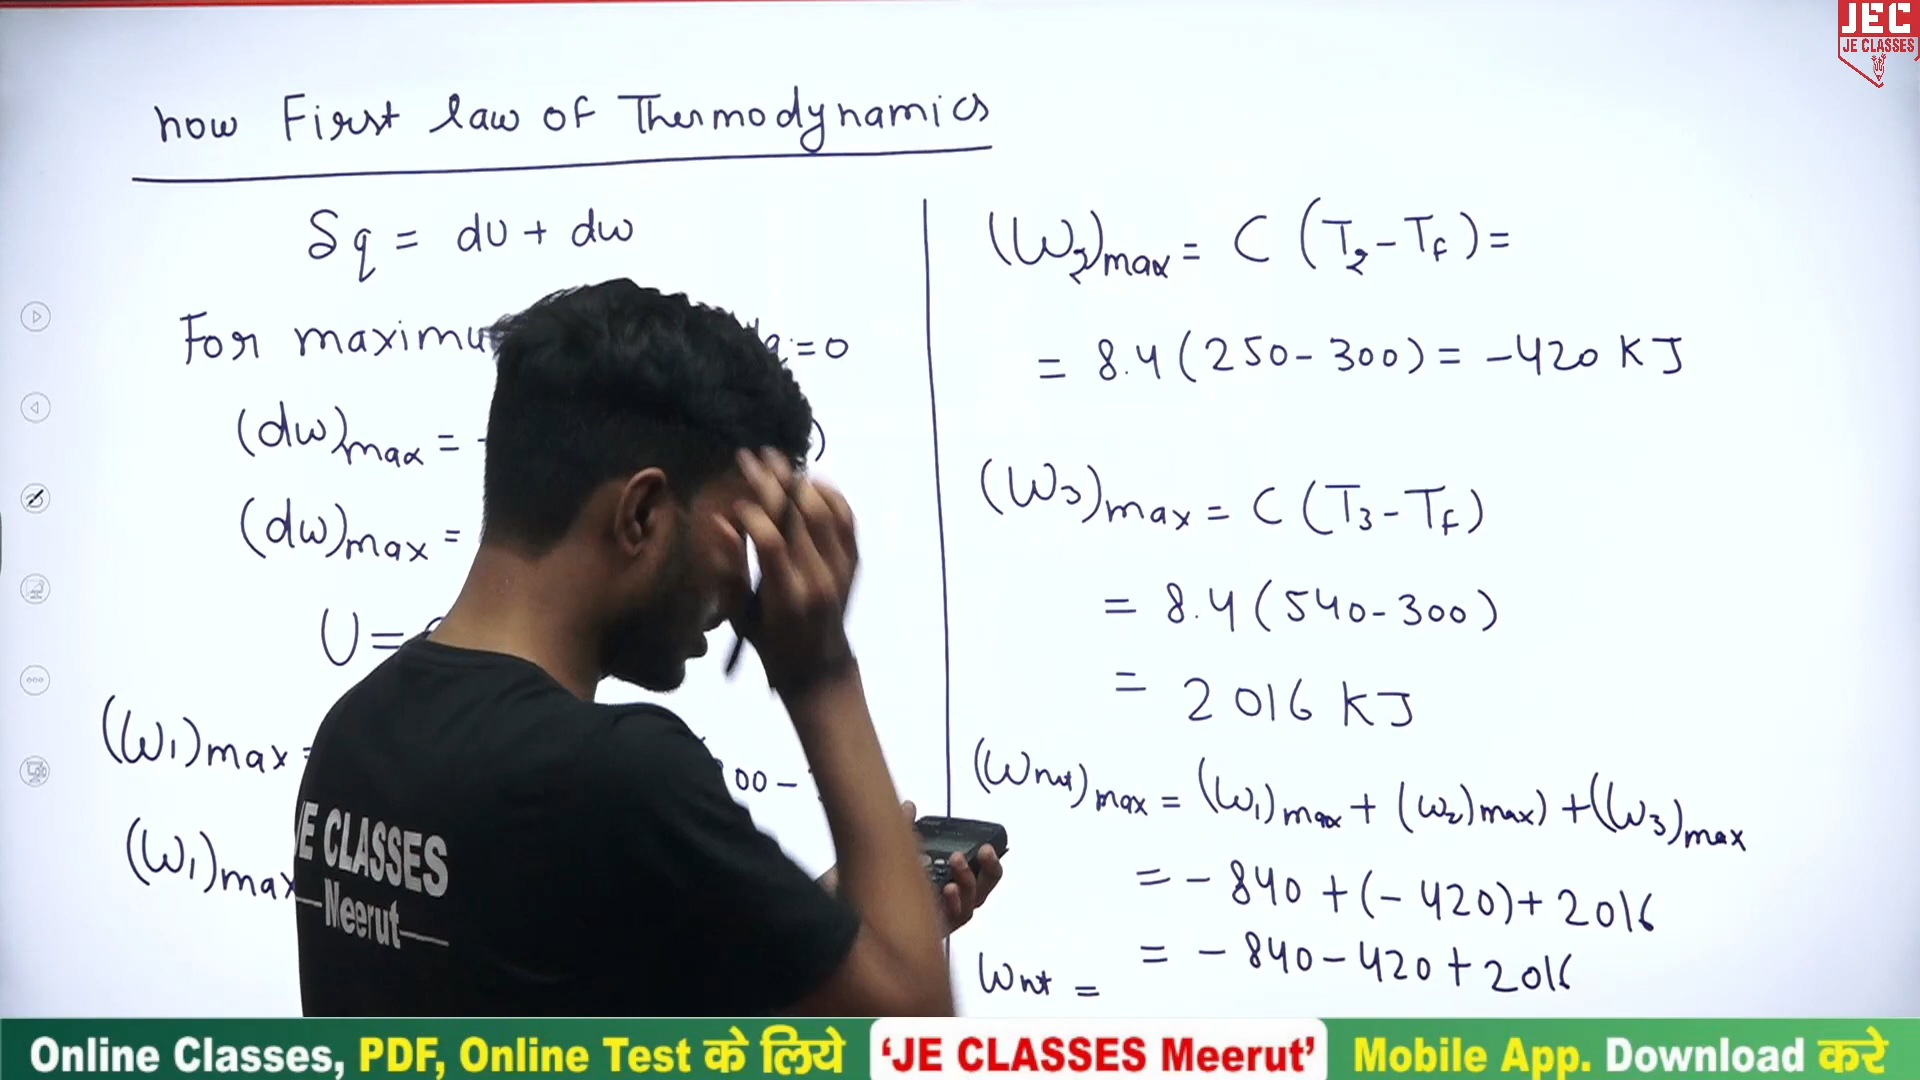 JEC
JE CLASSES
now First law of Thermodynamics
δq = dU + dw
For = 0
(dw)max =
(dw)max =
U =
(W1)max =
00 -
(W1)max
(W2)max = C (T2 - Tf) =
= 8.4 (250 - 300) = -420 KJ
(W3)max = C (T3 - Tf)
= 8.4 (540 - 300)
= 2016 KJ
(Wnet)max = (W1)max + (W2)max) + (W3)max
= - 840 + (- 420) + 2016
= - 840 - 420 + 2016
Wnet =
JE CLASSES
Meerut
Online Classes, PDF, Online Test के लिये 'JE CLASSES Meerut' Mobile App. Download करे